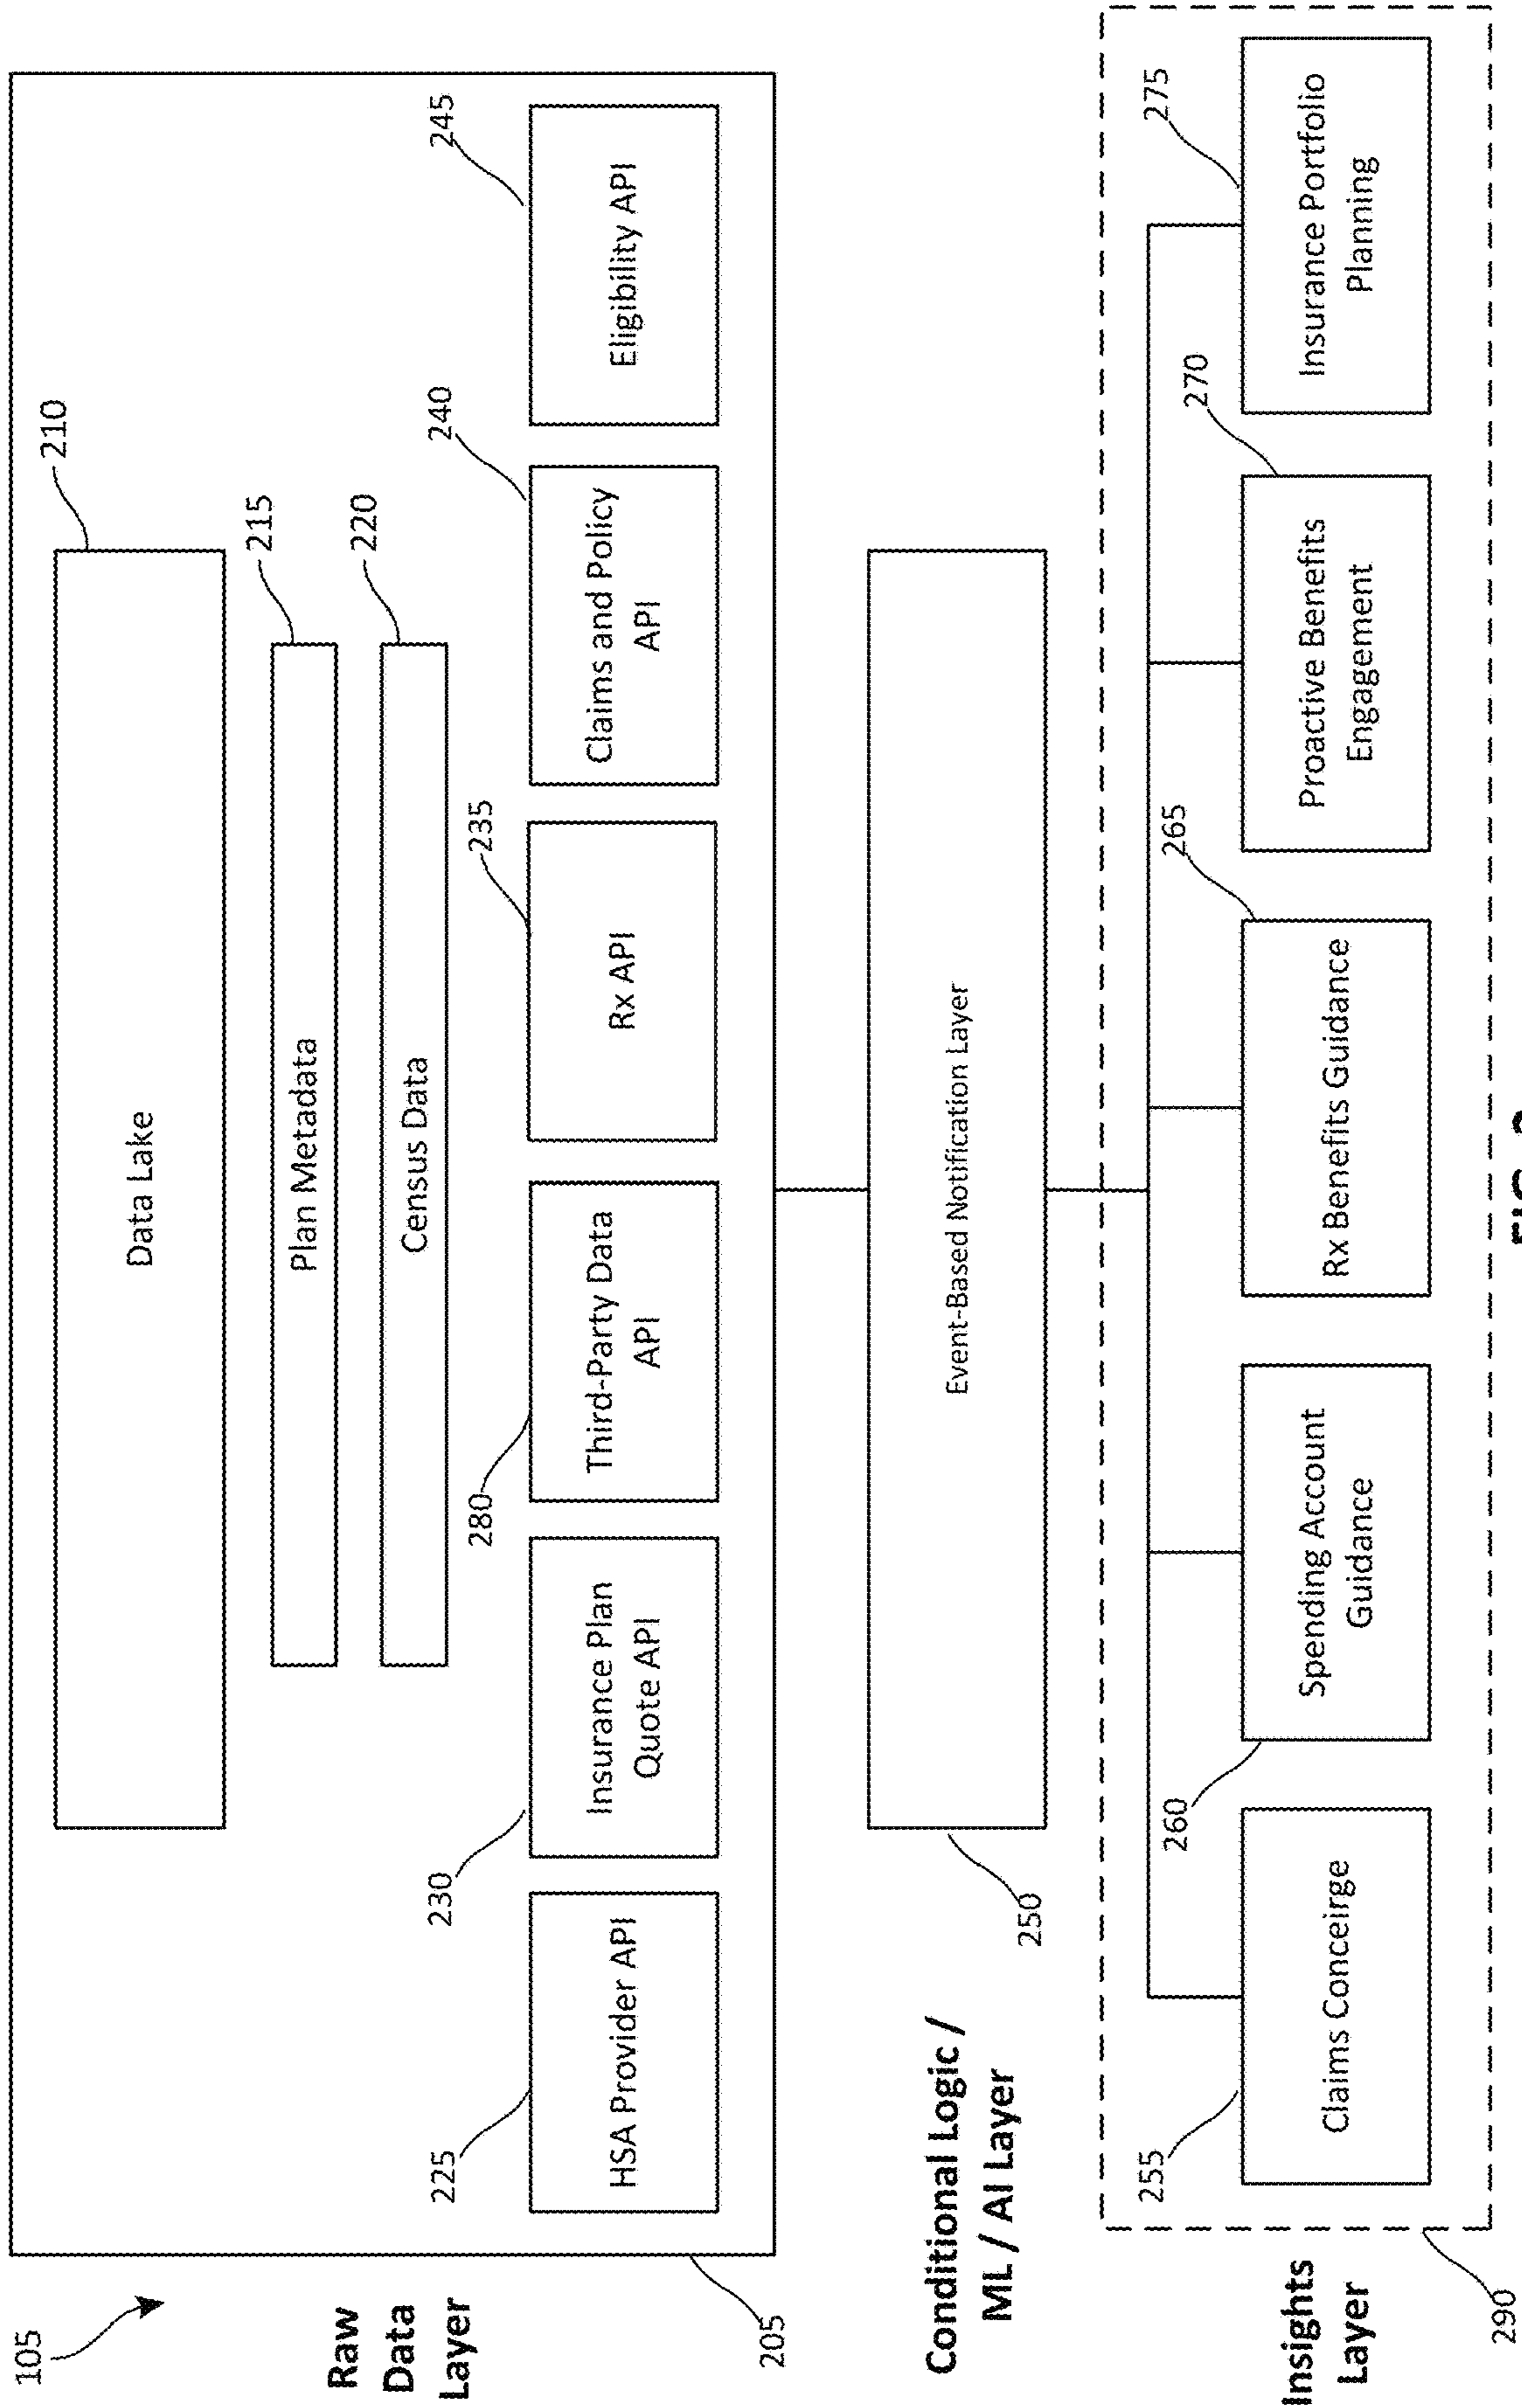 105
Raw
Data
Layer
205
Data Lake
210
Plan Metadata
215
Census Data
220
225
HSA Provider API
230
Insurance Plan
Quote API
280
Third-Party Data
API
235
Rx API
240
Claims and Policy
API
245
Eligibility API
Conditional Logic /
ML / AI Layer
250
Event-Based Notification Layer
Insights
Layer
290
255
Claims Conceirge
260
Spending Account
Guidance
265
Rx Benefits Guidance
270
Proactive Benefits
Engagement
275
Insurance Portfolio
Planning